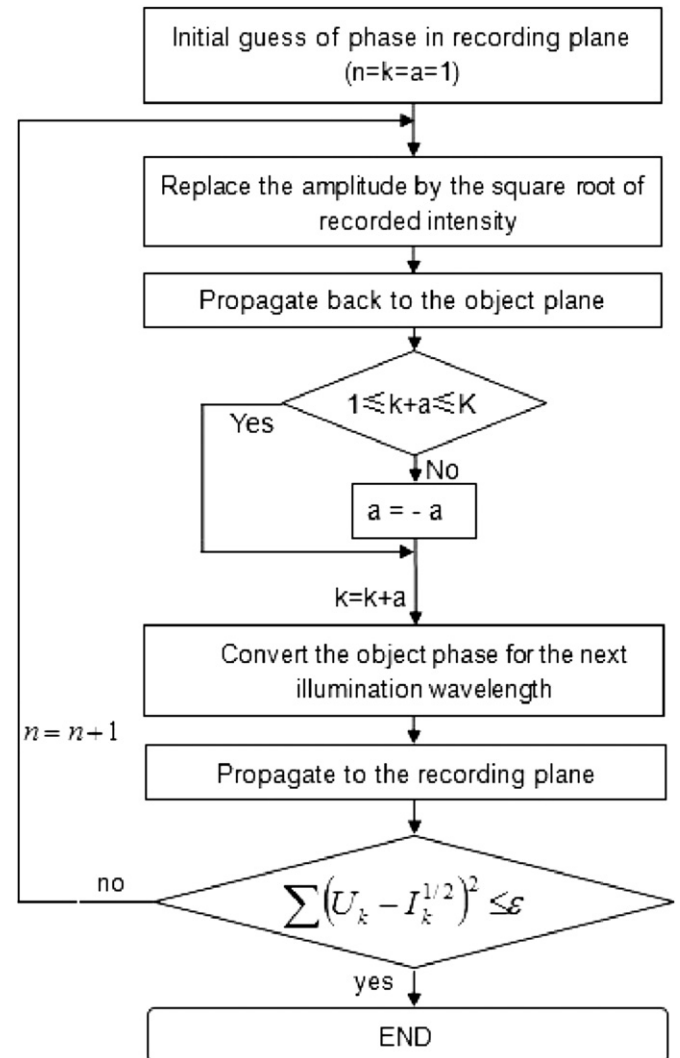 Initial guess of phase in recording plane
(n=k=a=1)
Replace the amplitude by the square root of
recorded intensity
Propagate back to the object plane
1≤k+a≤K
Yes
No
a = - a
k=k+a
Convert the object phase for the next
illumination wavelength
n = n+1
Propagate to the recording plane
no
∑(U_k − I_k^{1/2})^2 ≤ε
yes
END